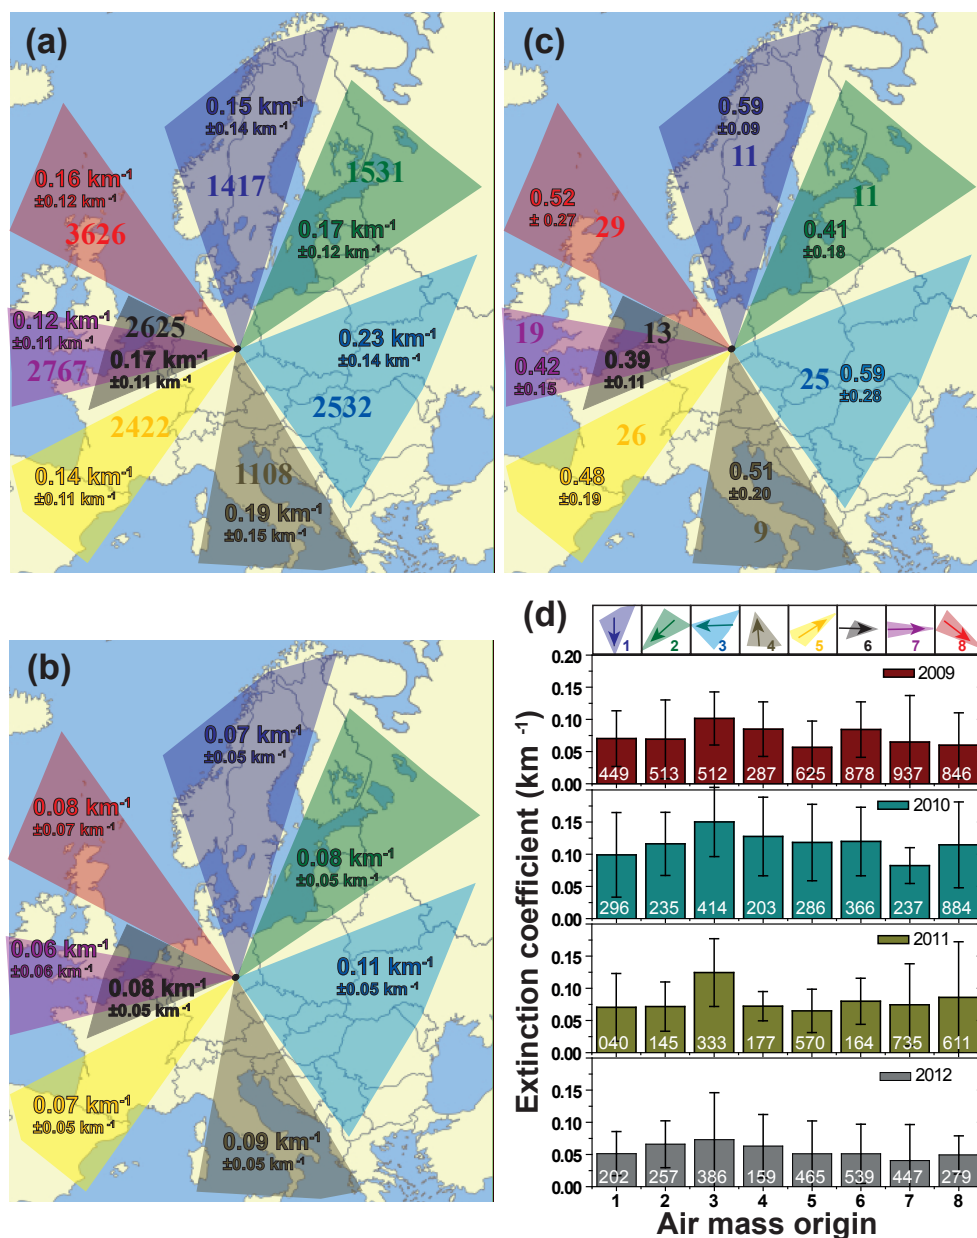 (a)
0.15 km-1
±0.14 km-1
1417
1531
0.17 km-1
±0.12 km-1
0.16 km-1
±0.12 km-1
3626
0.12 km-1
±0.11 km-1
2767
2625
0.17 km-1
±0.11 km-1
0.23 km-1
±0.14 km-1
2532
2422
0.14 km-1
±0.11 km-1
1108
0.19 km-1
±0.15 km-1
(c)
0.59
±0.09
11
11
0.41
±0.18
0.52
± 0.27
29
19
0.42
±0.15
13
0.39
±0.11
25
0.59
±0.28
26
0.48
±0.19
0.51
±0.20
9
(b)
0.07 km-1
±0.05 km-1
0.08 km-1
±0.07 km-1
0.08 km-1
±0.05 km-1
0.06 km-1
±0.06 km-1
0.08 km-1
±0.05 km-1
0.11 km-1
±0.05 km-1
0.07 km-1
±0.05 km-1
0.09 km-1
±0.05 km-1
(d)
1 2 3 4 5 6 7 8
Extinction coefficient (km -1)
0.20
0.15
0.10
0.05
0.00
2009
449 513 512 287 625 878 937 846
0.15
0.10
0.05
0.00
2010
296 235 414 203 286 366 237 884
0.15
0.10
0.05
0.00
2011
040 145 333 177 570 164 735 611
0.15
0.10
0.05
0.00
2012
202 257 386 159 465 539 447 279
1 2 3 4 5 6 7 8
Air mass origin